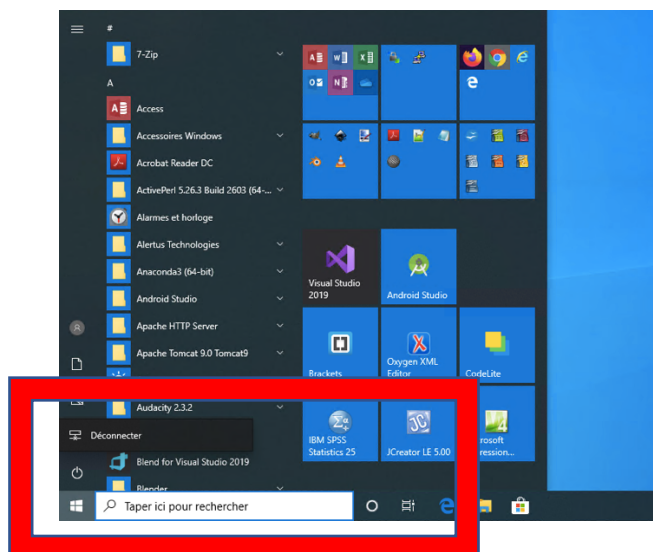 #
7-Zip
A
Access
Accessoires Windows
Acrobat Reader DC
ActivePerl 5.26.3 Build 2603 (64-...
Alarmes et horloge
Alertus Technologies
Anaconda3 (64-bit)
Android Studio
Apache HTTP Server
Apache Tomcat 9.0 Tomcat9
Audacity 2.3.2
Déconnecter
Blend for Visual Studio 2019
Blender
Taper ici pour rechercher
Visual Studio
2019
Android Studio
Brackets
Oxygen XML
Editor
CodeLite
IBM SPSS
Statistics 25
JCreator LE 5.00